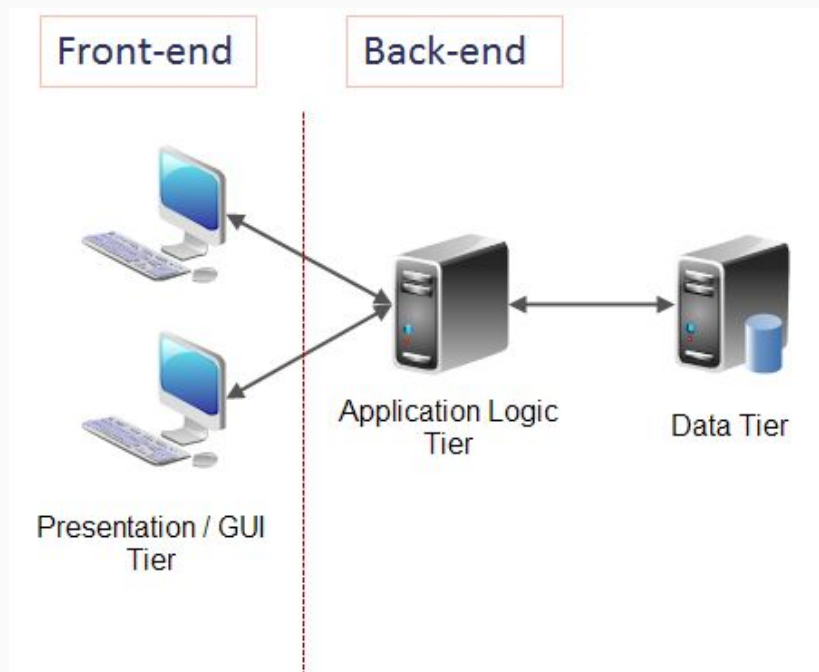 Front-end
Back-end
Application Logic
Tier
Data Tier
Presentation / GUI
Tier